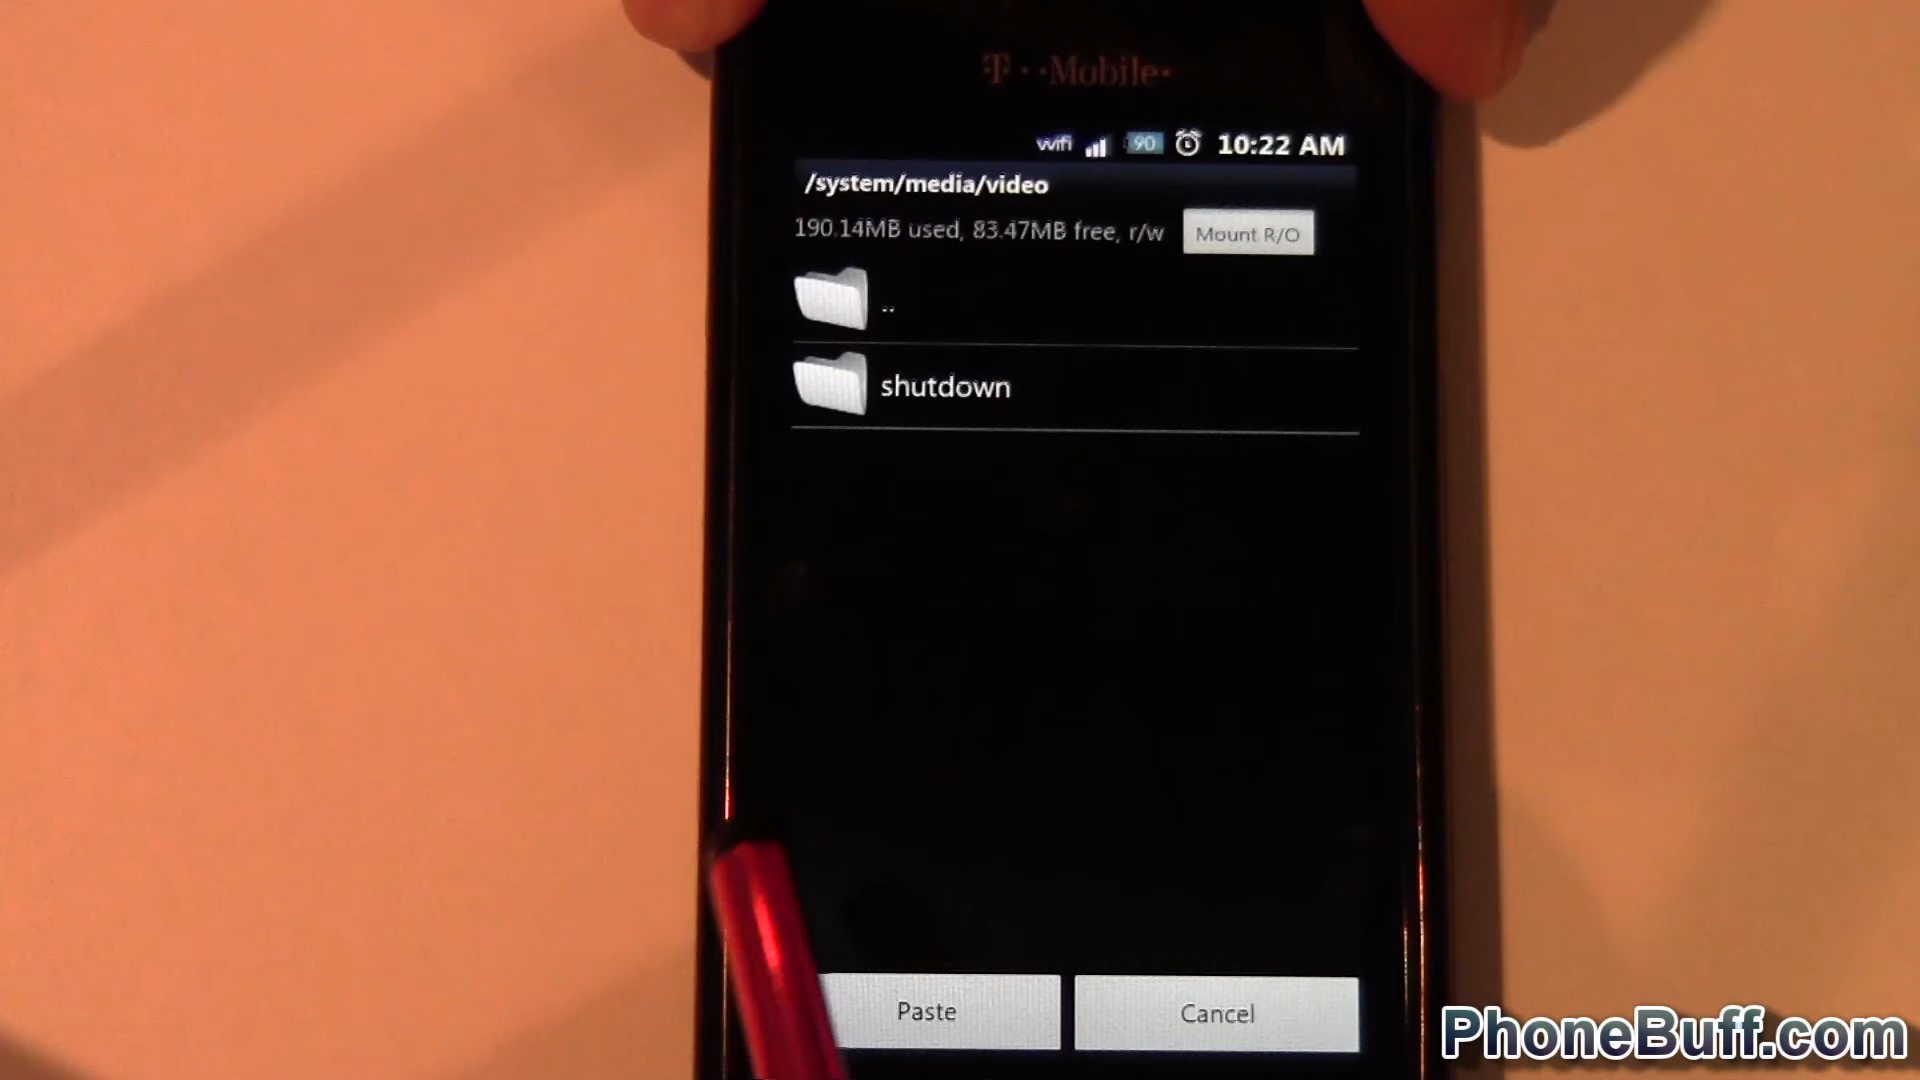 T··Mobile·
wifi 90 10:22 AM
/system/media/video
190.14MB used, 83.47MB free, r/w Mount R/O
..
shutdown
Paste Cancel
PhoneBuff.com